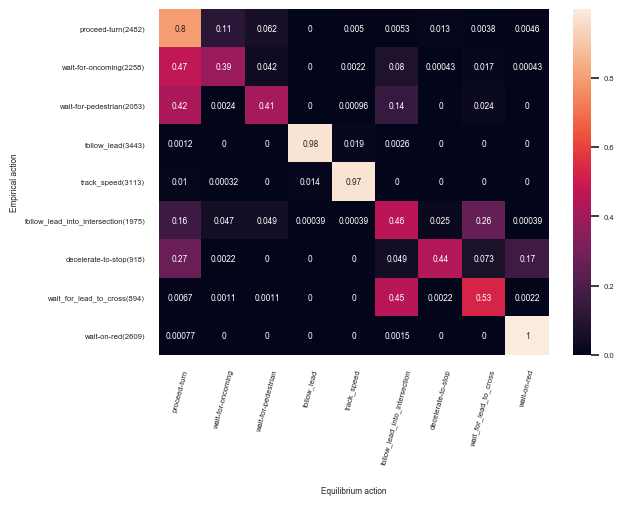 proceed-turn(2452) 0.8 0.11 0.062 0 0.005 0.0053 0.013 0.0038 0.0046
wait-for-oncoming(2255) 0.47 0.39 0.042 0 0.0022 0.08 0.00043 0.017 0.00043
wait-for-pedestrian(2053) 0.42 0.0024 0.41 0 0.00096 0.14 0 0.024 0
follow_lead(3443) 0.0012 0 0 0.98 0.019 0.0026 0 0 0
track_speed(3113) 0.01 0.00032 0 0.014 0.97 0 0 0 0
follow_lead_into_intersection(1975) 0.16 0.047 0.049 0.00039 0.00039 0.46 0.025 0.26 0.00039
decelerate-to-stop(918) 0.27 0.0022 0 0 0 0.049 0.44 0.073 0.17
wait_for_lead_to_cross(894) 0.0067 0.0011 0.0011 0 0 0.45 0.0022 0.53 0.0022
wait-on-red(2609) 0.00077 0 0 0 0 0.0015 0 0 1
Empirical action
proceed-turn
wait-for-oncoming
wait-for-pedestrian
follow_lead
track_speed
follow_lead_into_intersection
decelerate-to-stop
wait_for_lead_to_cross
wait-on-red
Equilibrium action
0.8
0.6
0.4
0.2
0.0